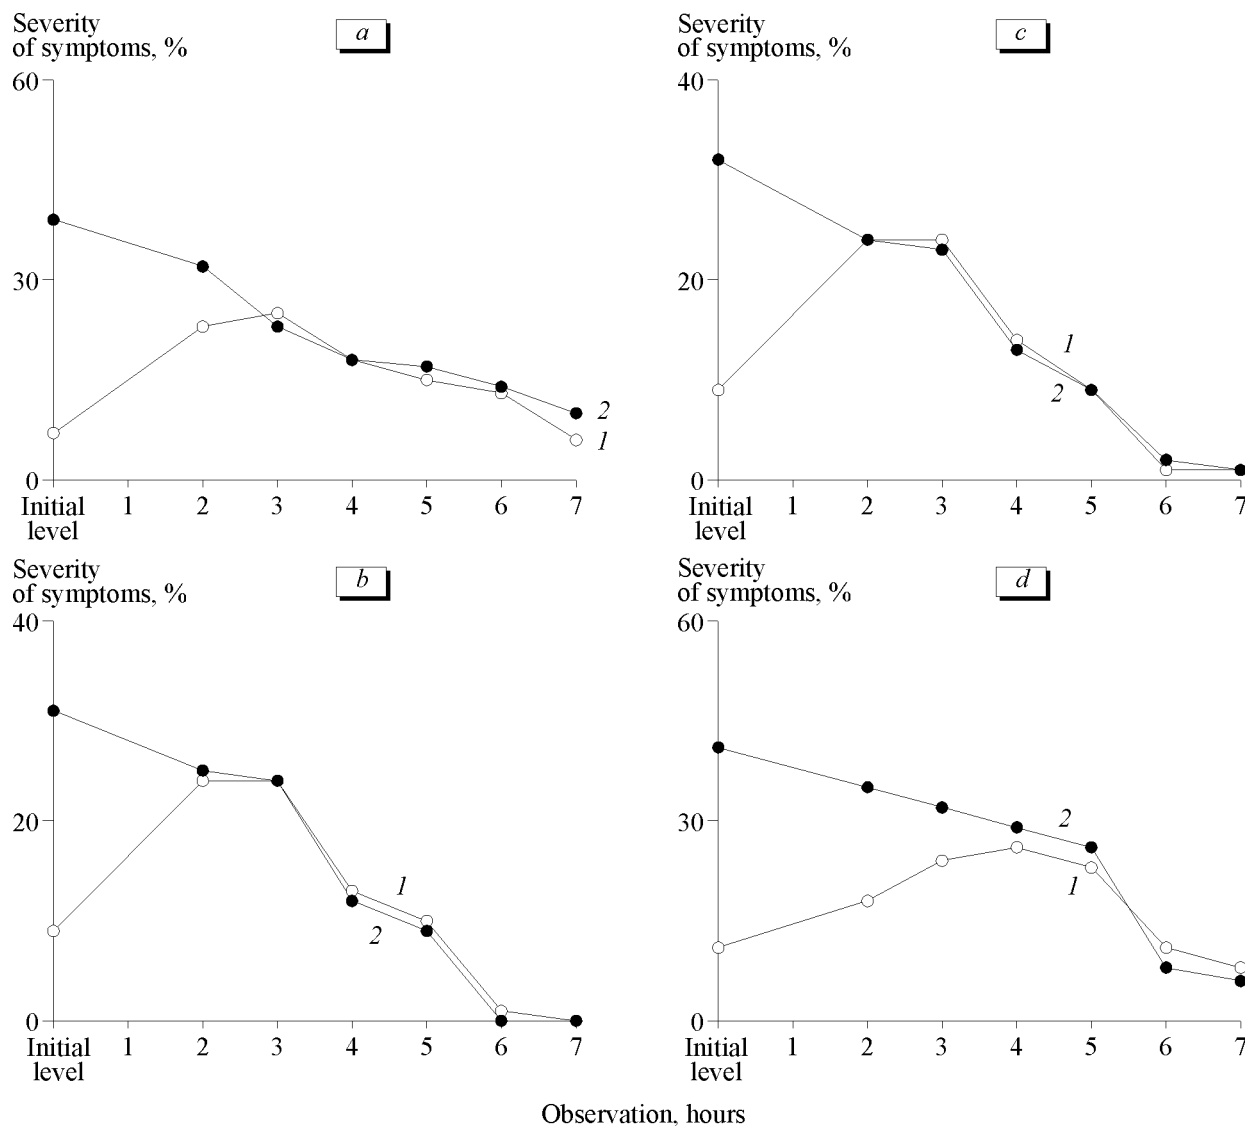 Severity
of symptoms, %
a
60
30
0
2
1
Initial
level
1
2
3
4
5
6
7
Severity
of symptoms, %
c
40
20
0
1
2
Initial
level
1
2
3
4
5
6
7
Severity
of symptoms, %
b
40
20
0
1
2
Initial
level
1
2
3
4
5
6
7
Severity
of symptoms, %
d
60
30
0
2
1
Initial
level
1
2
3
4
5
6
7
Observation, hours